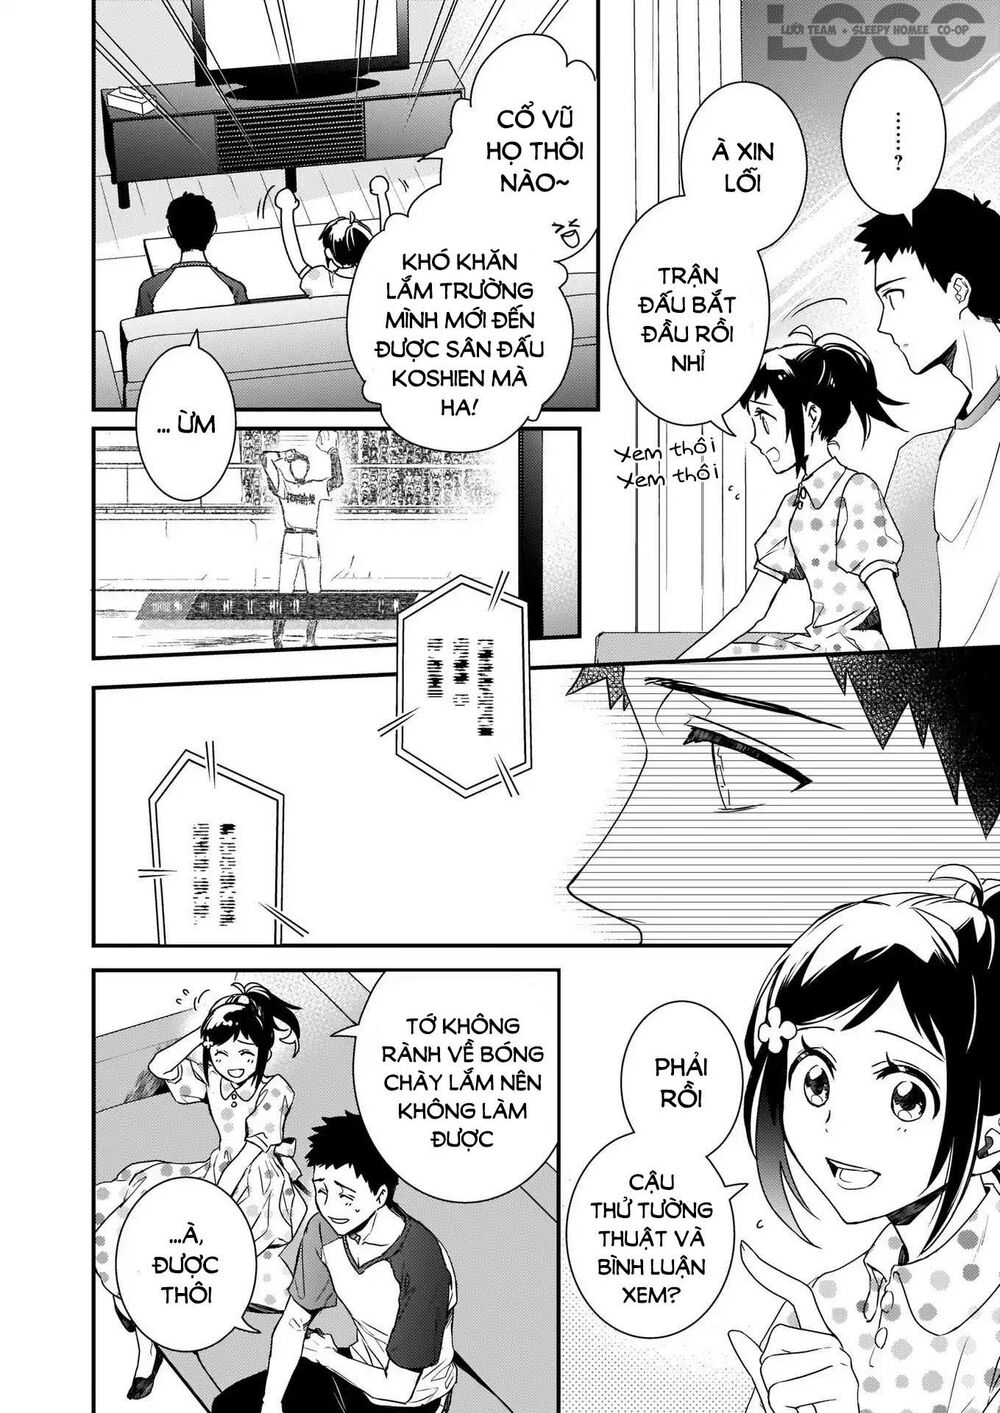 LOGO
LƯỜI TEAM + SLEEPY HOMEE CO-OP
......?
À XIN
LỖI
TRẬN
ĐẤU BẮT
ĐẦU RỒI
NHỈ
Xem thôi
Xem thôi
CỔ VŨ
HỌ THÔI
NÀO~
KHÓ KHĂN
LẮM TRƯỜNG
MÌNH MỚI ĐẾN
ĐƯỢC SÂN ĐẤU
KOSHIEN MÀ
HA!
... ỪM
PHẢI
RỒI
CẬU
THỬ TƯỜNG
THUẬT VÀ
BÌNH LUẬN
XEM?
TỚ KHÔNG
RÀNH VỀ BÓNG
CHÀY LẮM NÊN
KHÔNG LÀM
ĐƯỢC
...À,
ĐƯỢC
THÔI